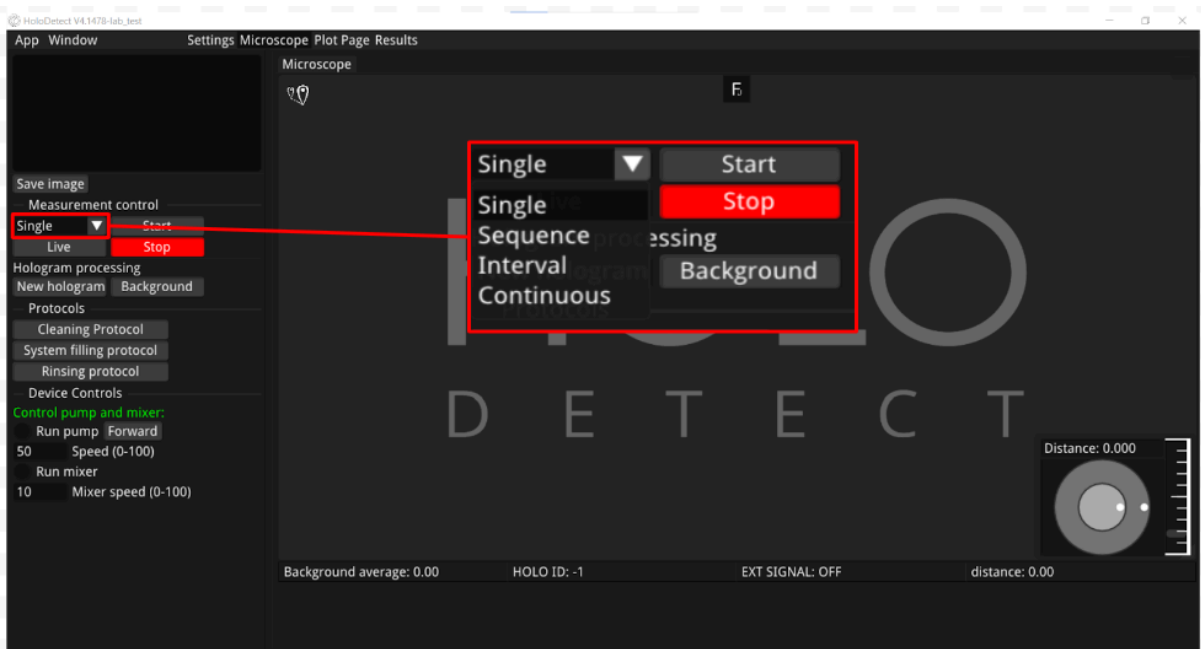 HoloDetect V4.1478-lab_test
App Window Settings Microscope Plot Page Results
Microscope
Save image
Measurement control
Single Start
Live Stop
Hologram processing
New hologram Background
Protocols
Cleaning Protocol
System filling protocol
Rinsing protocol
Device Controls
Control pump and mixer:
Run pump Forward
50 Speed (0-100)
Run mixer
10 Mixer speed (0-100)
Single Start
Single Stop
Sequence essing
Interval Background
Continuous
HOLO
DETECT
Distance: 0.000
Background average: 0.00 HOLO ID: -1 EXT SIGNAL: OFF distance: 0.00